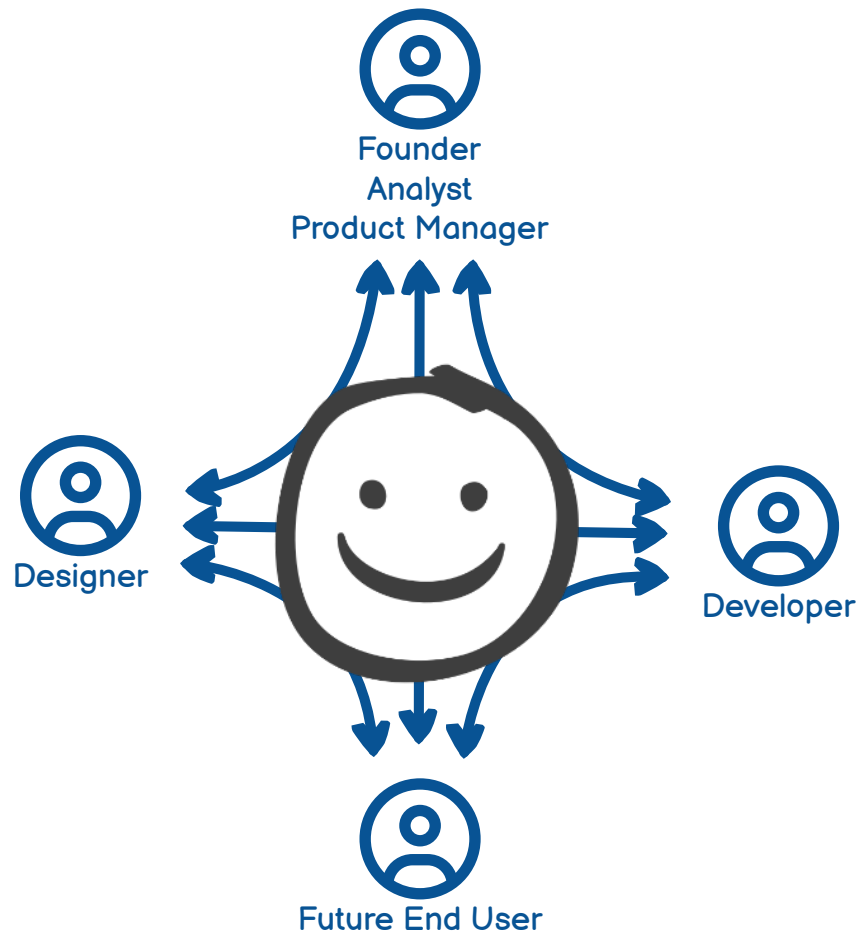 Founder
Analyst
Product Manager
Designer
Developer
Future End User